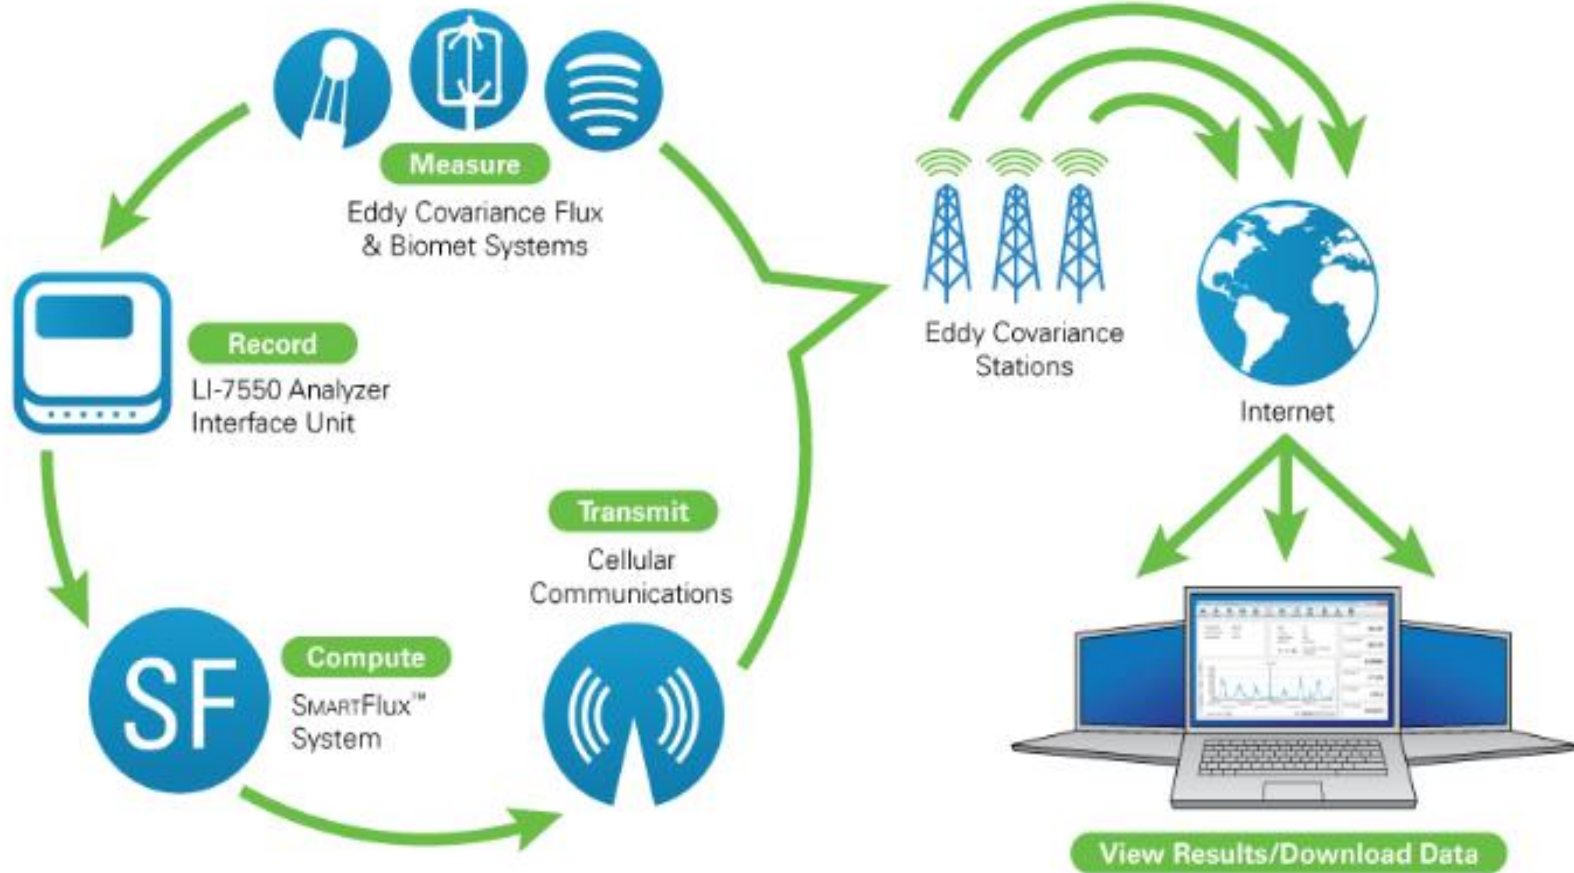 Measure
Eddy Covariance Flux
& Biomet Systems
Record
LI-7550 Analyzer
Interface Unit
SF
Compute
SMARTFlux™
System
Transmit
Cellular
Communications
Eddy Covariance
Stations
Internet
View Results/Download Data